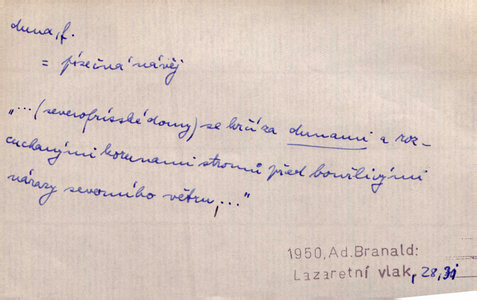 duna, f.
= písečná návěj
"... (severofrísské domy) se krčí za dunami a roz-
cuchanými korunami stromů před bouřlivými
nárazy severního větru, ..."
1950, Ad. Branald:
Lazaretní vlak, 28, 31